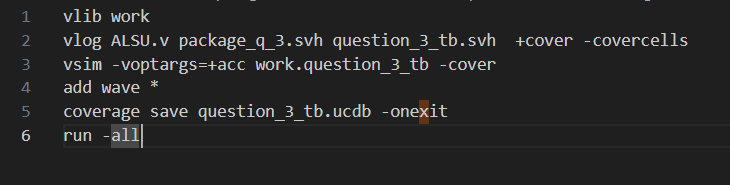 1 vlib work
2 vlog ALSU.v package_q_3.svh question_3_tb.svh  +cover -covercells
3 vsim -voptargs=+acc work.question_3_tb -cover
4 add wave *
5 coverage save question_3_tb.ucdb -onexit
6 run -all